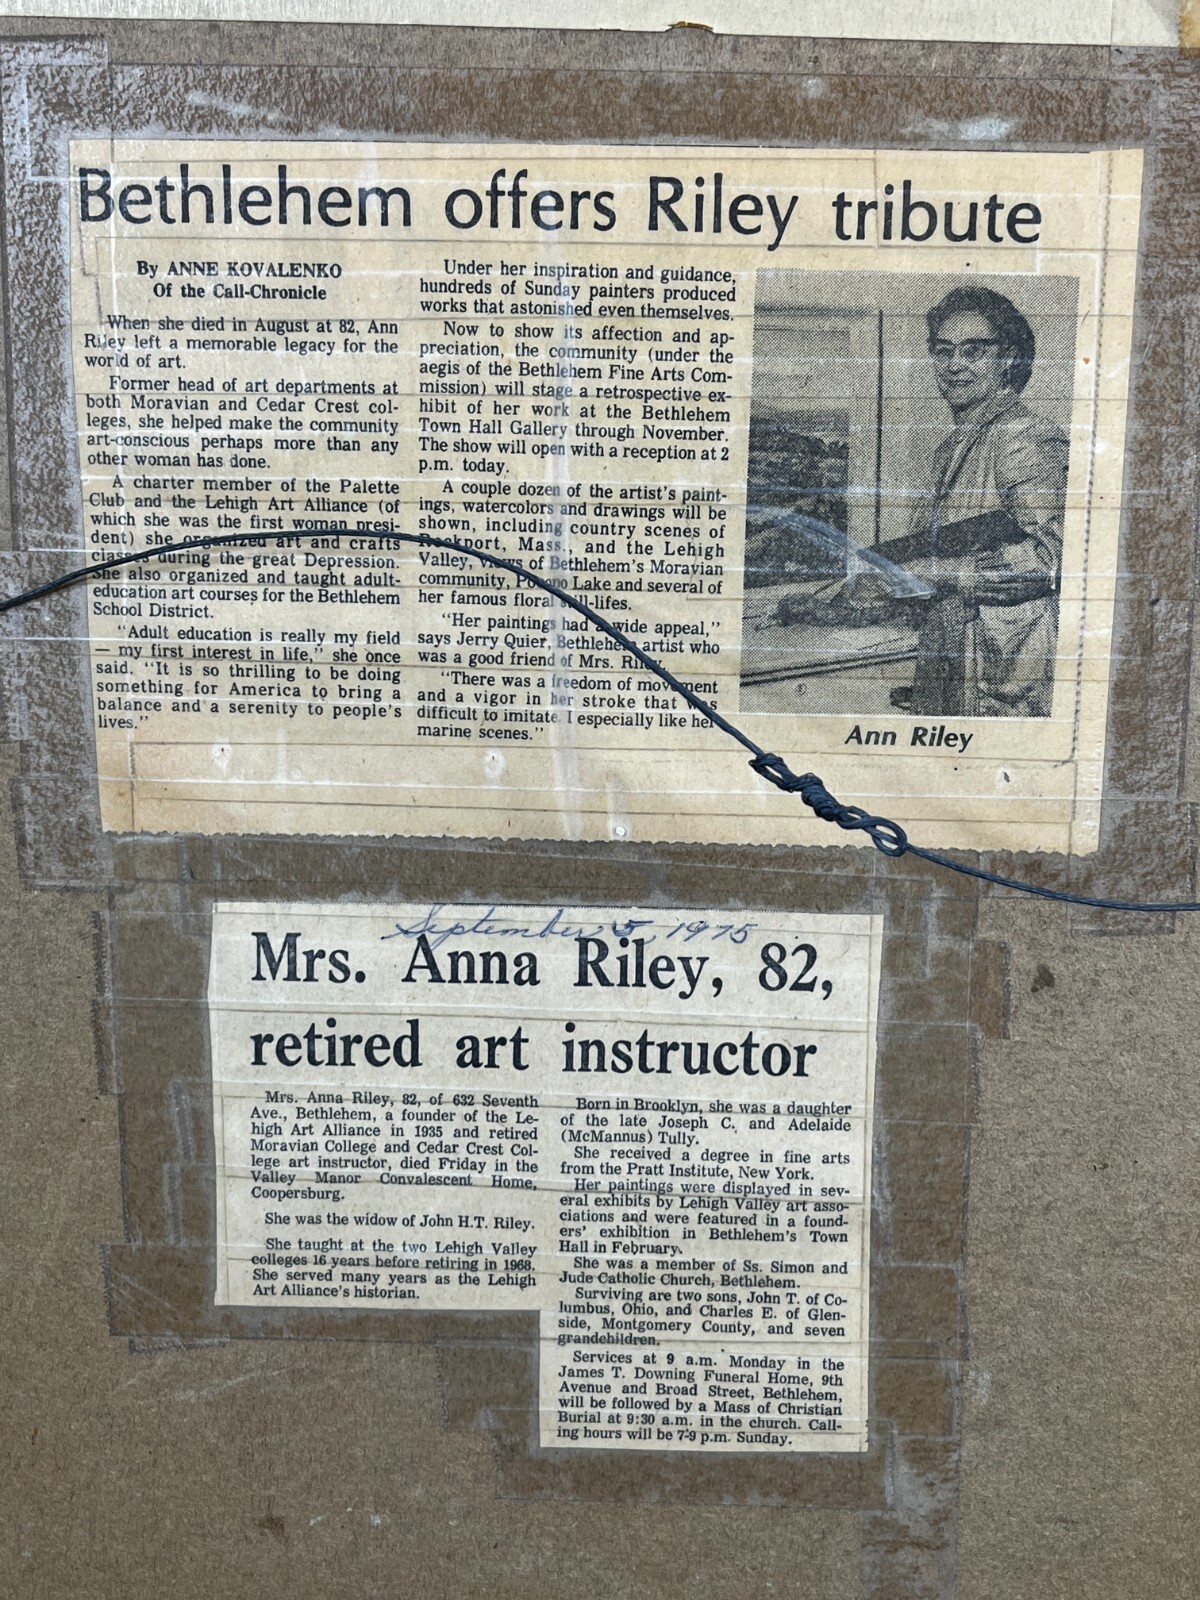 Bethlehem offers Riley tribute
By ANNE KOVALENKO
Of the Call-Chronicle
When she died in August at 82, Ann
Riley left a memorable legacy for the
world of art.
Former head of art departments at
both Moravian and Cedar Crest col-
leges, she helped make the community
art-conscious perhaps more than any
other woman has done.
A charter member of the Palette
Club and the Lehigh Art Alliance (of
which she was the first woman presi-
dent) she organized art and crafts
classes during the great Depression.
She also organized and taught adult-
education art courses for the Bethlehem
School District.
"Adult education is really my field
— my first interest in life," she once
said. "It is so thrilling to be doing
something for America to bring a
balance and a serenity to people's
lives."
Under her inspiration and guidance,
hundreds of Sunday painters produced
works that astonished even themselves.
Now to show its affection and ap-
preciation, the community (under the
aegis of the Bethlehem Fine Arts Com-
mission) will stage a retrospective ex-
hibit of her work at the Bethlehem
Town Hall Gallery through November.
The show will open with a reception at 2
p.m. today.
A couple dozen of the artist's paint-
ings, watercolors and drawings will be
shown, including country scenes of
Rockport, Mass., and the Lehigh
Valley, views of Bethlehem's Moravian
community, Pocono Lake and several of
her famous floral still-lifes.
"Her paintings had a wide appeal,"
says Jerry Quier, Bethlehem artist who
was a good friend of Mrs. Riley.
"There was a freedom of movement
and a vigor in her stroke that was
difficult to imitate. I especially like her
marine scenes."
Ann Riley
September 5, 1975
Mrs. Anna Riley, 82,
retired art instructor
Mrs. Anna Riley, 82, of 632 Seventh
Ave., Bethlehem, a founder of the Le-
high Art Alliance in 1935 and retired
Moravian College and Cedar Crest Col-
lege art instructor, died Friday in the
Valley Manor Convalescent Home,
Coopersburg.
She was the widow of John H.T. Riley.
She taught at the two Lehigh Valley
colleges 16 years before retiring in 1968.
She served many years as the Lehigh
Art Alliance's historian.
Born in Brooklyn, she was a daughter
of the late Joseph C. and Adelaide
(McMannus) Tully.
She received a degree in fine arts
from the Pratt Institute, New York.
Her paintings were displayed in sev-
eral exhibits by Lehigh Valley art asso-
ciations and were featured in a found-
ers' exhibition in Bethlehem's Town
Hall in February.
She was a member of Ss. Simon and
Jude Catholic Church, Bethlehem.
Surviving are two sons, John T. of Co-
lumbus, Ohio, and Charles E. of Glen-
side, Montgomery County, and seven
grandchildren.
Services at 9 a.m. Monday in the
James T. Downing Funeral Home, 9th
Avenue and Broad Street, Bethlehem,
will be followed by a Mass of Christian
Burial at 9:30 a.m. in the church. Call-
ing hours will be 7-9 p.m. Sunday.